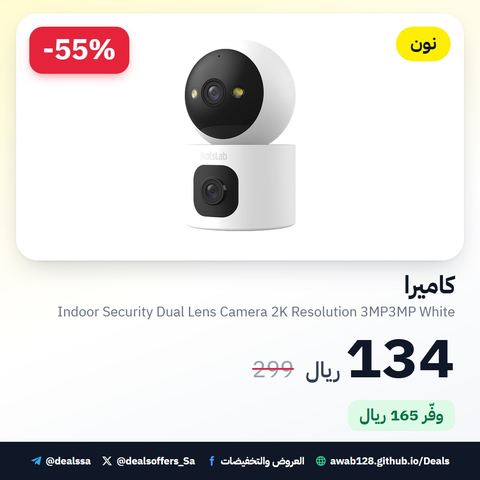 -55%
نون
كاميرا
Indoor Security Dual Lens Camera 2K Resolution 3MP3MP White
134 ريال 299
وفّر 165 ريال
@dealssa @dealsoffers_Sa العروض والتخفيضات awab128.github.io/Deals